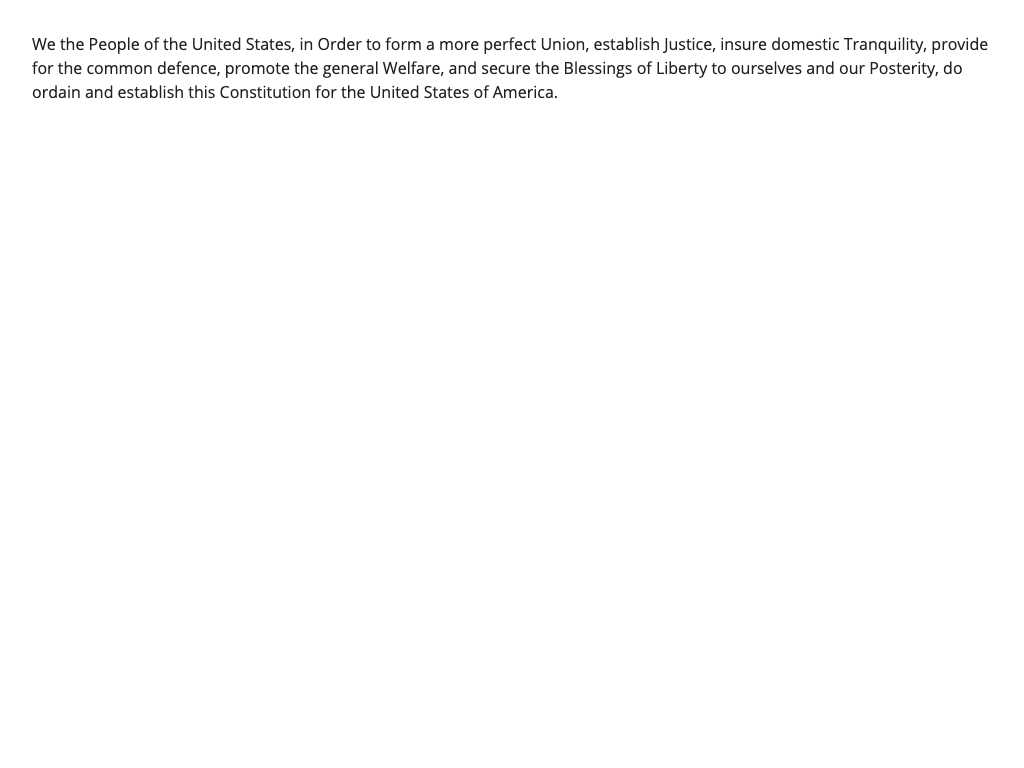 We the People of the United States, in Order to form a more perfect Union, establish Justice, insure domestic Tranquility, provide
for the common defence, promote the general Welfare, and secure the Blessings of Liberty to ourselves and our Posterity, do
ordain and establish this Constitution for the United States of America.